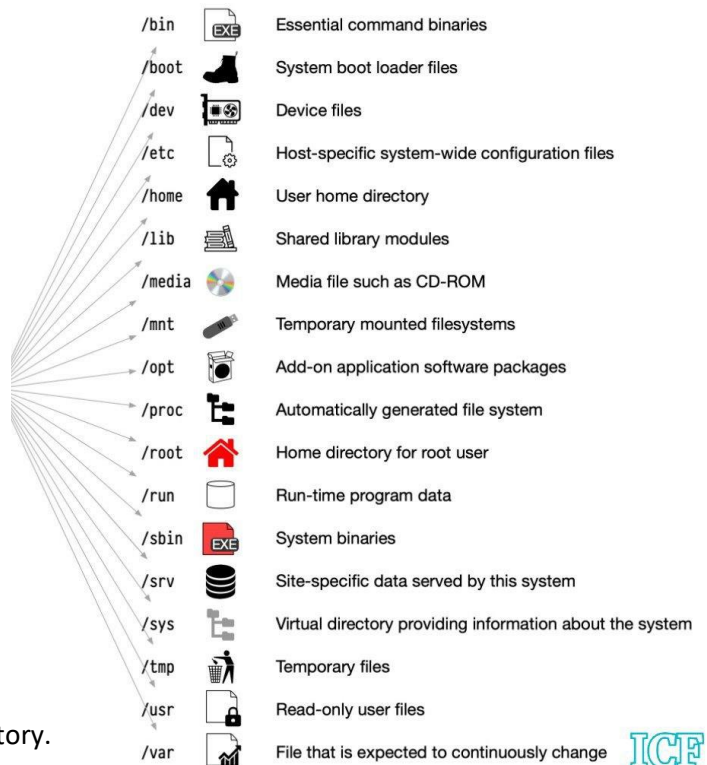 /bin EXE Essential command binaries
/boot System boot loader files
/dev Device files
/etc Host-specific system-wide configuration files
/home User home directory
/lib Shared library modules
/media Media file such as CD-ROM
/mnt Temporary mounted filesystems
/opt Add-on application software packages
/proc Automatically generated file system
/root Home directory for root user
/run Run-time program data
/sbin EXE System binaries
/srv Site-specific data served by this system
/sys Virtual directory providing information about the system
/tmp Temporary files
/usr Read-only user files
tory.
/var File that is expected to continuously change ICF